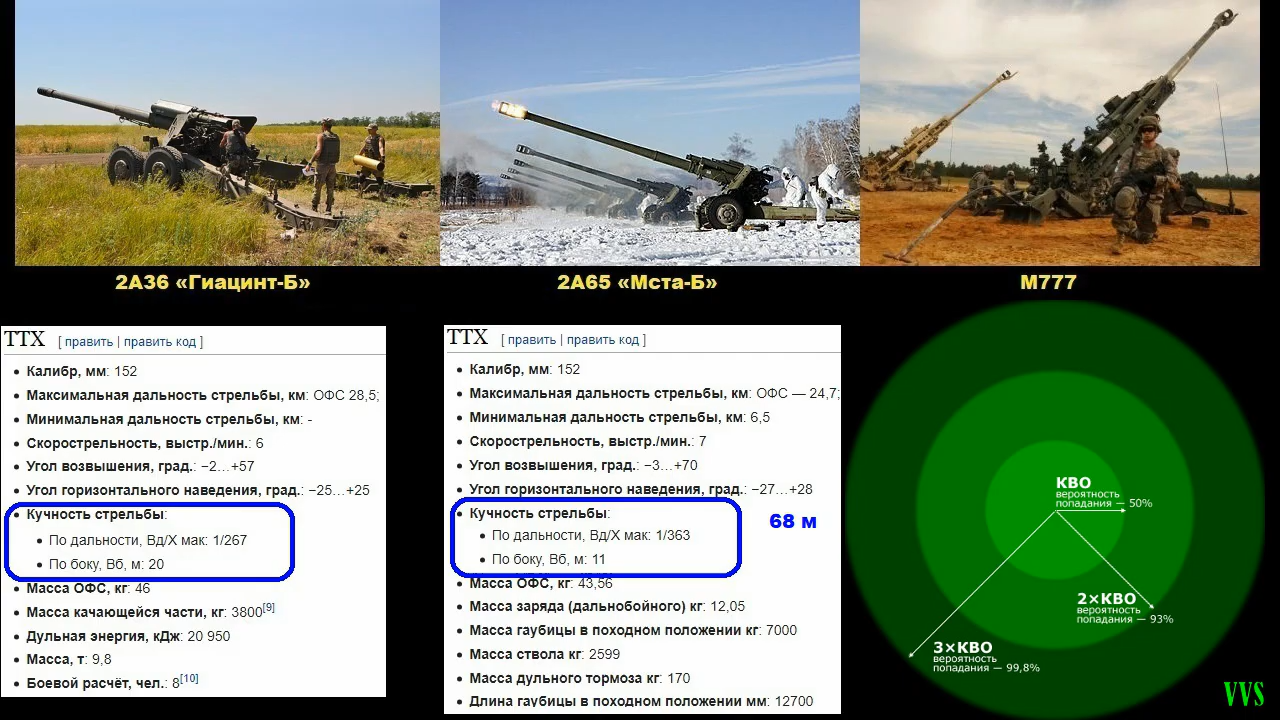 2А36 «Гиацинт-Б»
2А65 «Мста-Б»
М777
ТТХ [ править | править код ]
• Калибр, мм: 152
• Максимальная дальность стрельбы, км: ОФС 28,5;
• Минимальная дальность стрельбы, км: -
• Скорострельность, выстр./мин.: 6
• Угол возвышения, град.: −2…+57
• Угол горизонтального наведения, град.: −25…+25
• Кучность стрельбы:
• По дальности, Вд/Х мак: 1/267
• По боку, Вб, м: 20
• Масса ОФС, кг: 46
• Масса качающейся части, кг: 3800[9]
• Дульная энергия, кДж: 20 950
• Масса, т: 9,8
• Боевой расчёт, чел.: 8[10]
ТТХ [ править | править код ]
• Калибр, мм: 152
• Максимальная дальность стрельбы, км: ОФС — 24,7;
• Минимальная дальность стрельбы, км: 6,5
• Скорострельность, выстр./мин.: 7
• Угол возвышения, град.: −3…+70
• Угол горизонтального наведения, град.: −27…+28
• Кучность стрельбы:
• По дальности, Вд/Х мак: 1/363
• По боку, Вб, м: 11
• Масса ОФС, кг: 43,56
• Масса заряда (дальнобойного) кг: 12,05
• Масса гаубицы в походном положении кг: 7000
• Масса ствола кг: 2599
• Масса дульного тормоза кг: 170
• Длина гаубицы в походном положении мм: 12700
68 м
КВО
вероятность
попадания — 50%
2×КВО
вероятность
попадания — 93%
3×КВО
вероятность
попадания — 99,8%
VVS